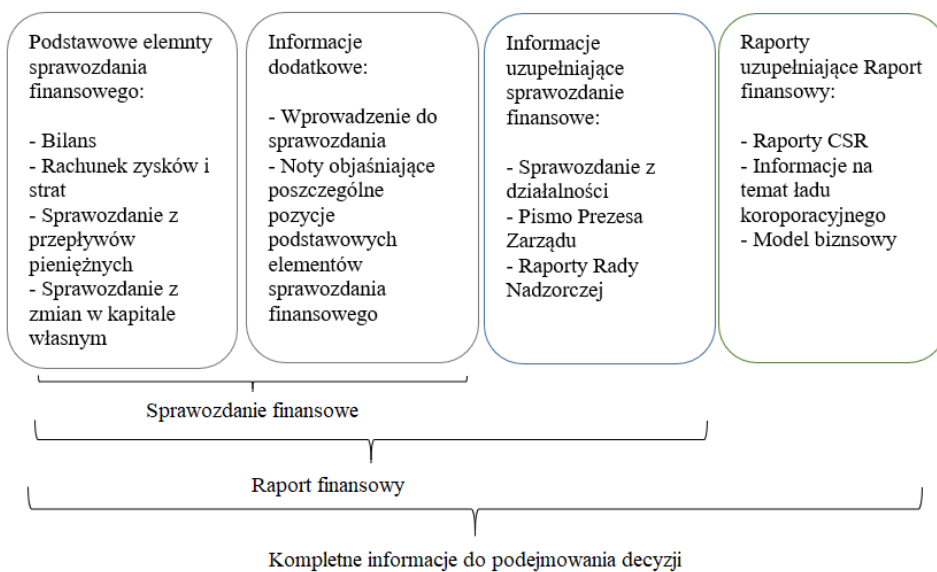 Podstawowe elemnty
sprawozdania
finansowego:
- Bilans
- Rachunek zysków i
strat
- Sprawozdanie z
przepływów
pieniężnych
- Sprawozdanie z
zmian w kapitale
własnym
Informacje
dodatkowe:
- Wprowadzenie do
sprawozdania
- Noty objaśniające
poszczególne
pozycje
podstawowych
elementów
sprawozdania
finansowego
Informacje
uzupełniające
sprawozdanie
finansowe:
- Sprawozdanie z
działalności
- Pismo Prezesa
Zarządu
- Raporty Rady
Nadzorczej
Raporty
uzupełniające Raport
finansowy:
- Raporty CSR
- Informacje na
temat ładu
koroporacyjnego
- Model biznsowy
Sprawozdanie finansowe
Raport finansowy
Kompletne informacje do podejmowania decyzji